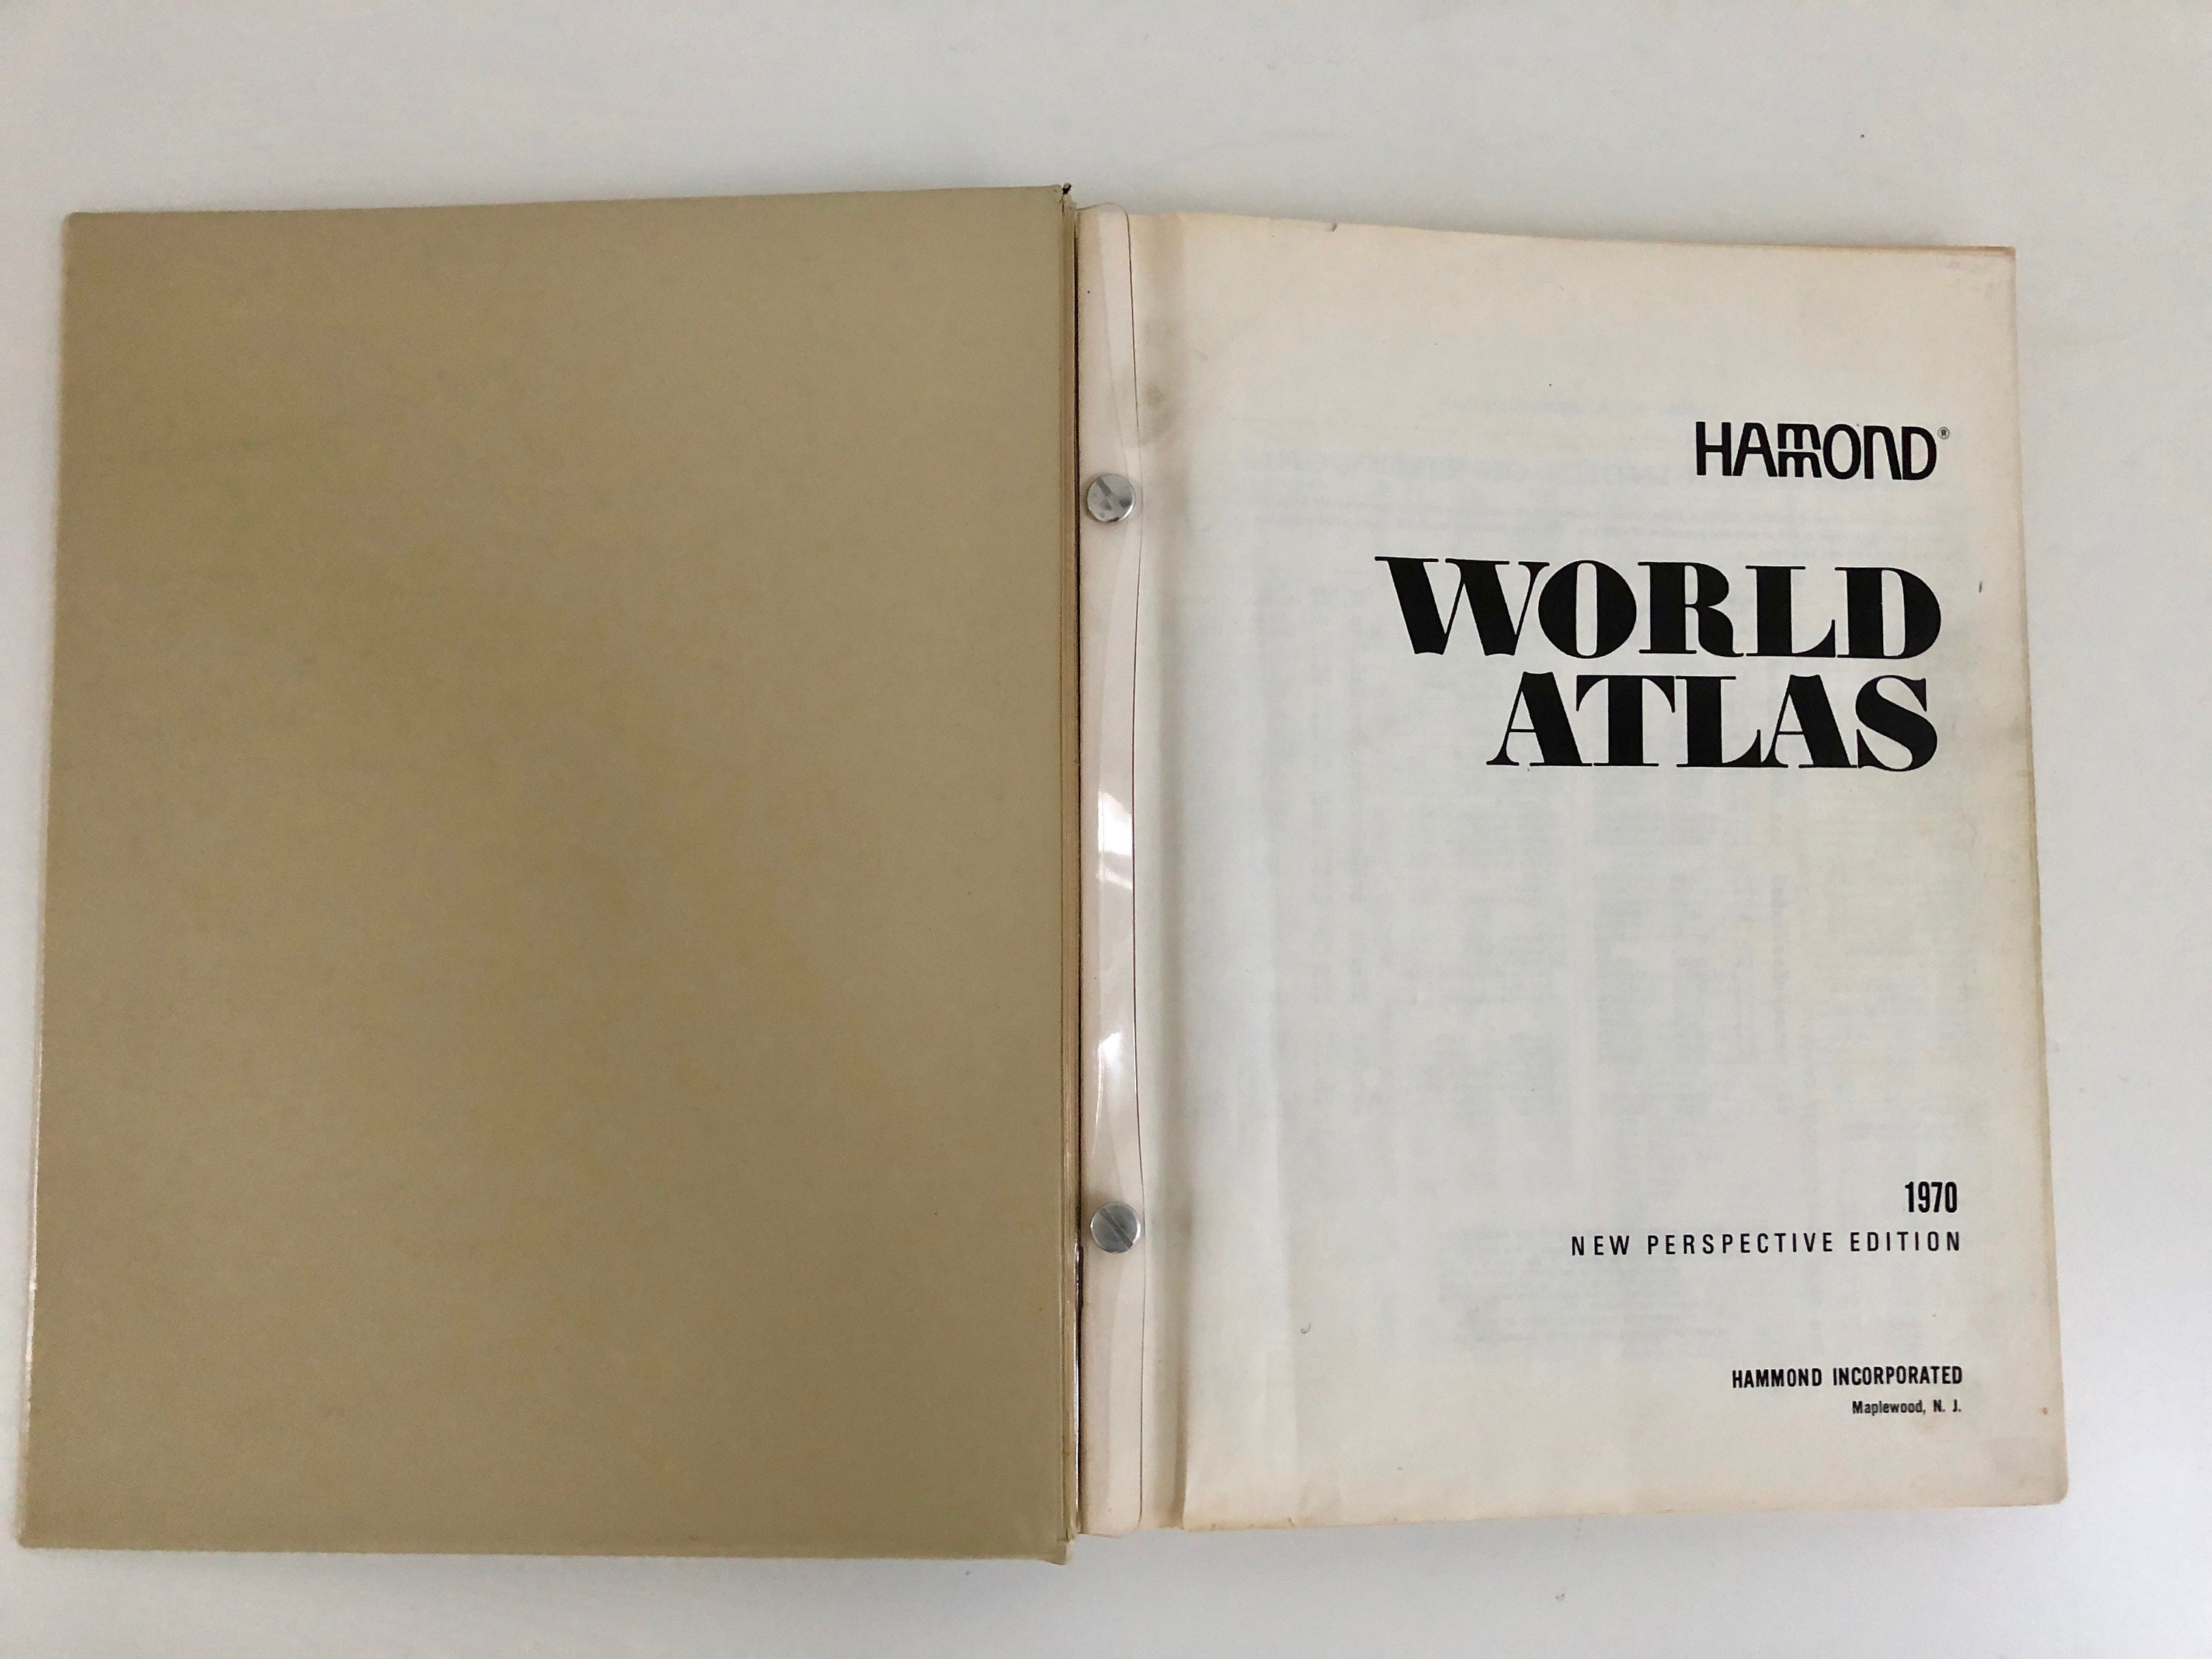 HAMMOND®
WORLD
ATLAS
1970
NEW PERSPECTIVE EDITION
HAMMOND INCORPORATED
Maplewood, N. J.